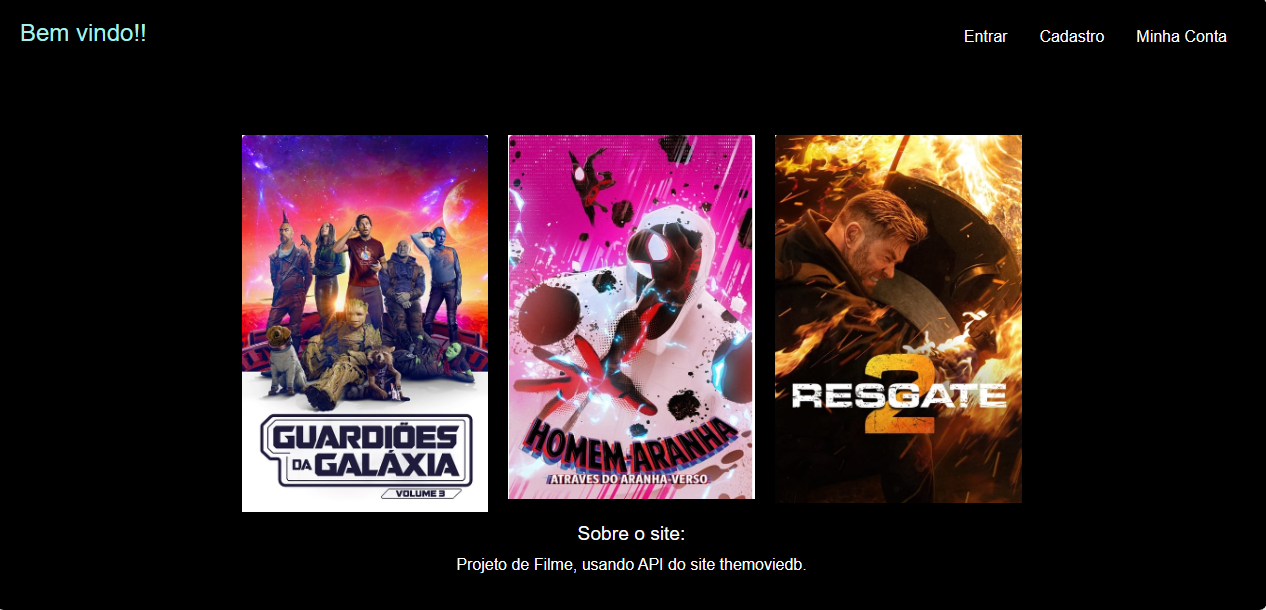 Bem vindo!!
Entrar Cadastro Minha Conta
GUARDIÕES
DA GALÁXIA
VOLUME 3
HOMEM-ARANHA
ATRAVÉS DO ARANHA-VERSO
RESGATE
2
Sobre o site:
Projeto de Filme, usando API do site themoviedb.